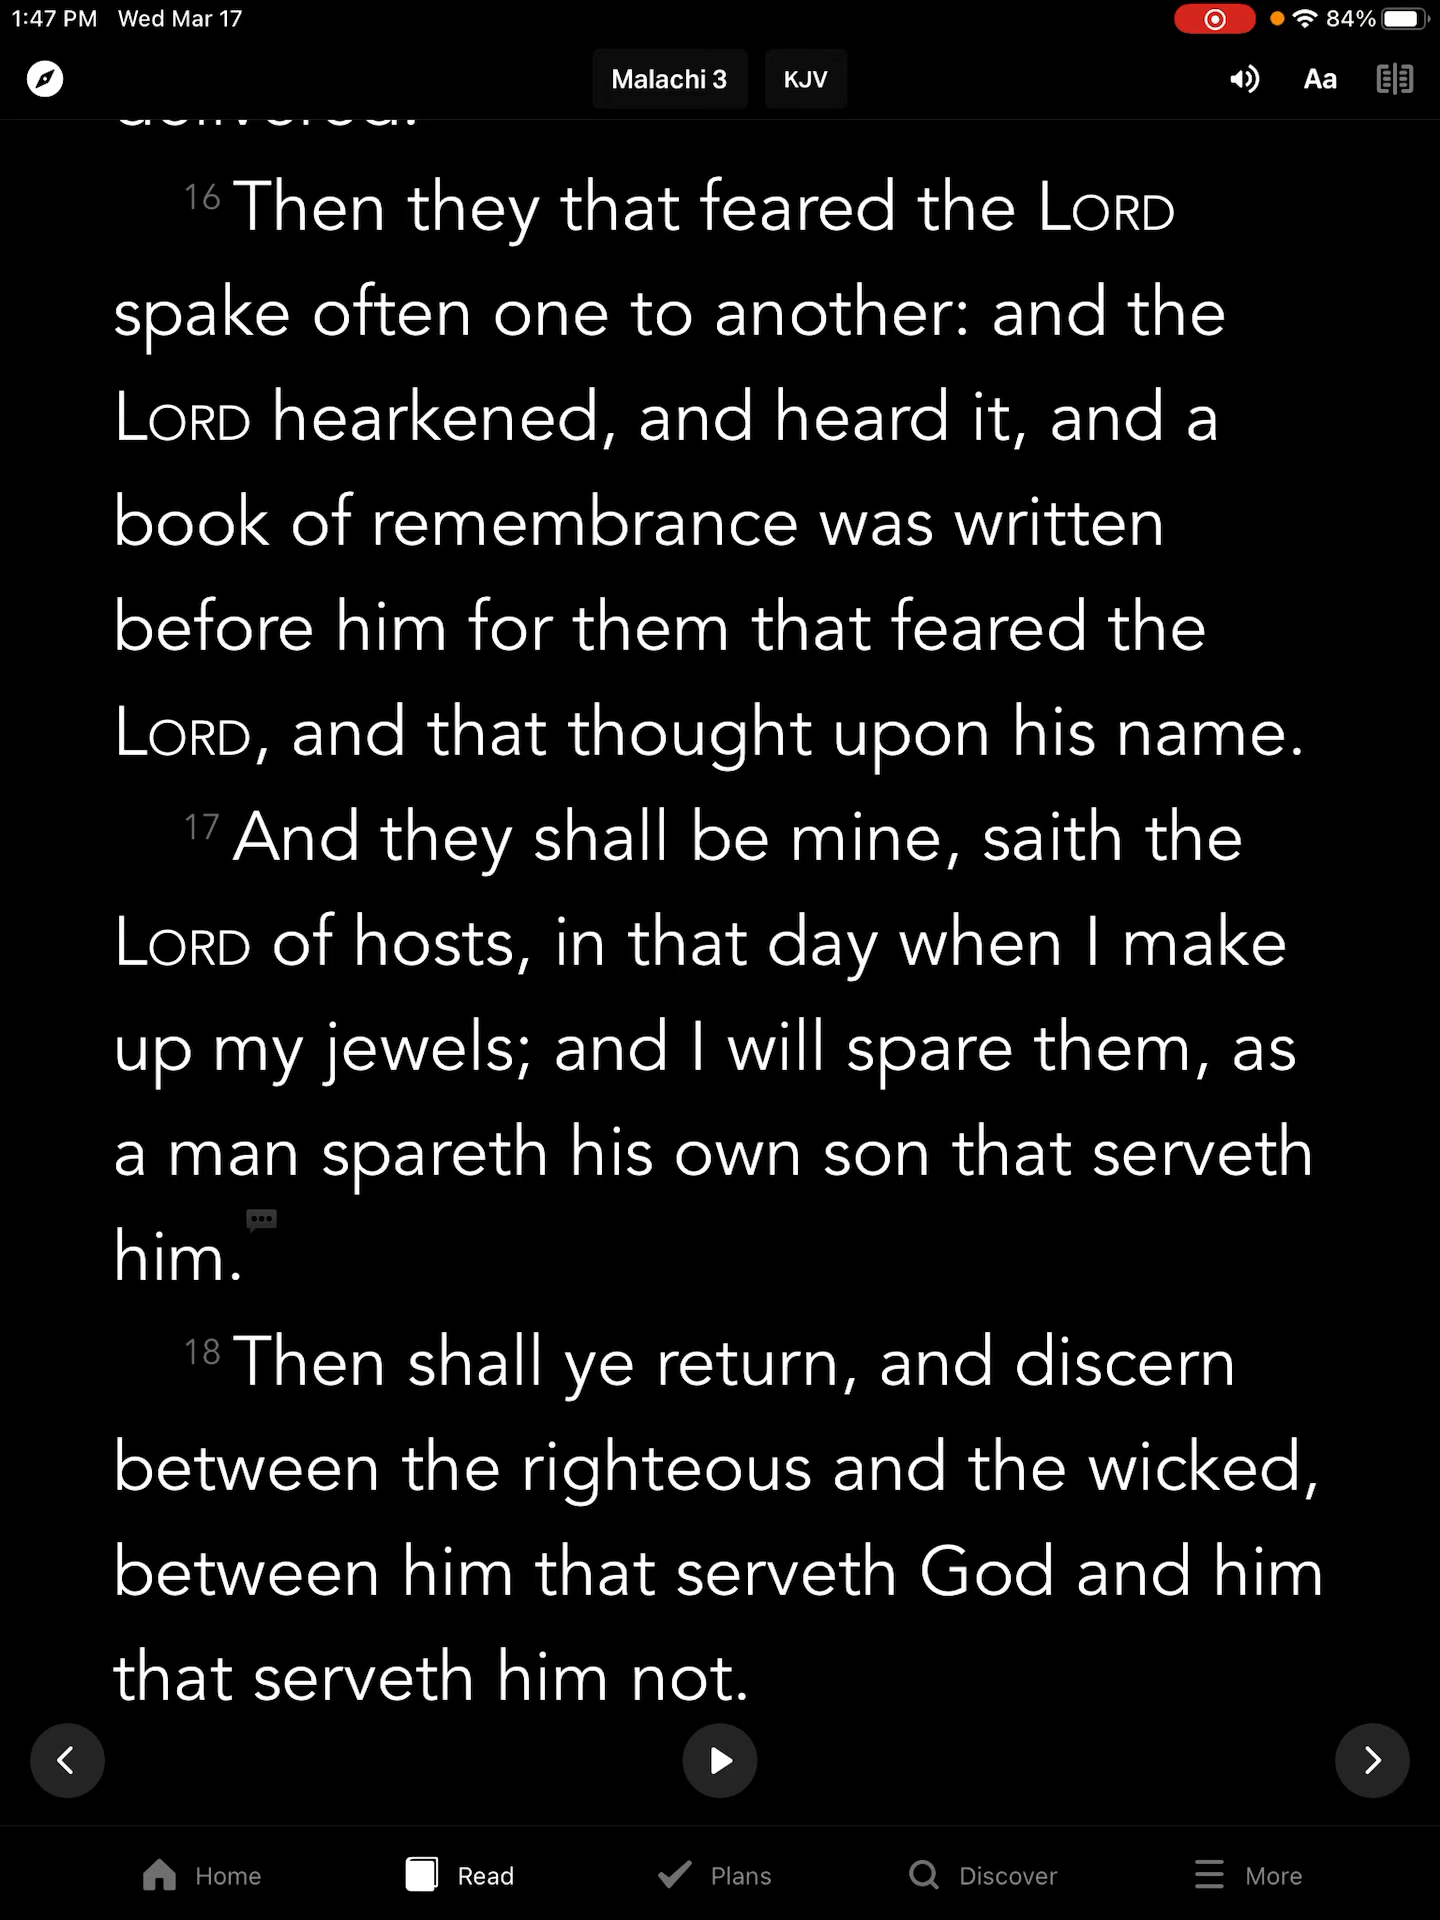 1:47 PM Wed Mar 17
84%
Malachi 3 KJV Aa
delivered.
16 Then they that feared the LORD
spake often one to another: and the
LORD hearkened, and heard it, and a
book of remembrance was written
before him for them that feared the
LORD, and that thought upon his name.
17 And they shall be mine, saith the
LORD of hosts, in that day when I make
up my jewels; and I will spare them, as
a man spareth his own son that serveth
him.
18 Then shall ye return, and discern
between the righteous and the wicked,
between him that serveth God and him
that serveth him not.
Home Read Plans Discover More